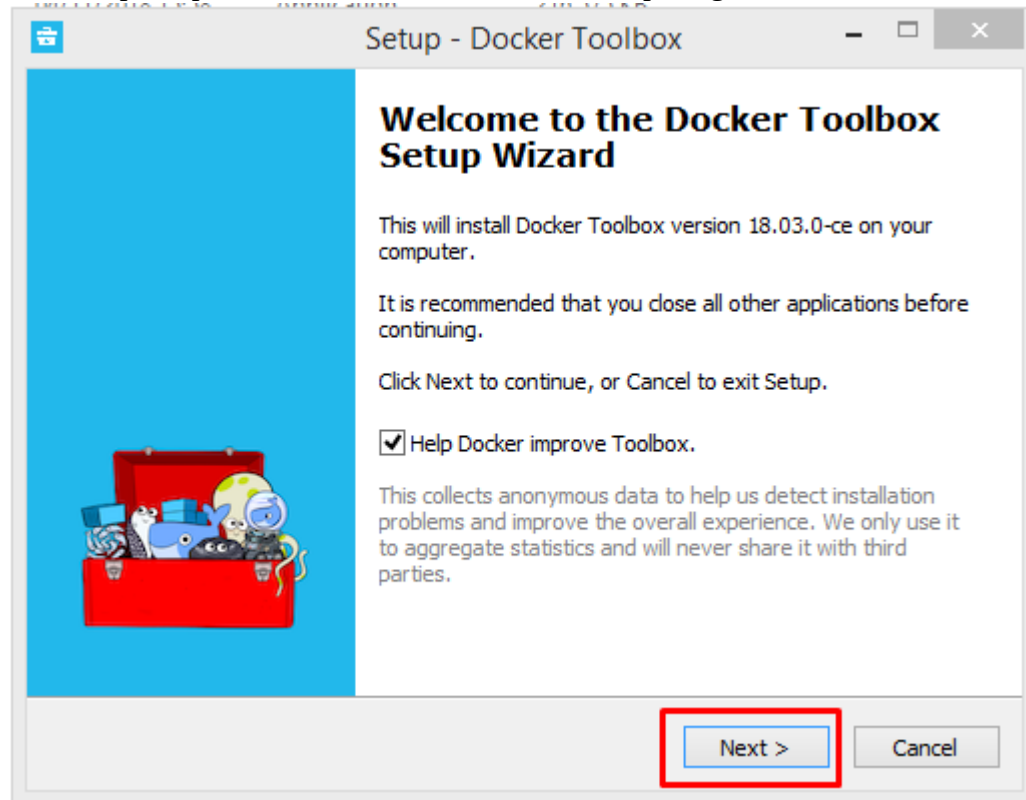 Setup - Docker Toolbox
Welcome to the Docker Toolbox
Setup Wizard
This will install Docker Toolbox version 18.03.0-ce on your
computer.
It is recommended that you close all other applications before
continuing.
Click Next to continue, or Cancel to exit Setup.
Help Docker improve Toolbox.
This collects anonymous data to help us detect installation
problems and improve the overall experience. We only use it
to aggregate statistics and will never share it with third
parties.
Next >
Cancel